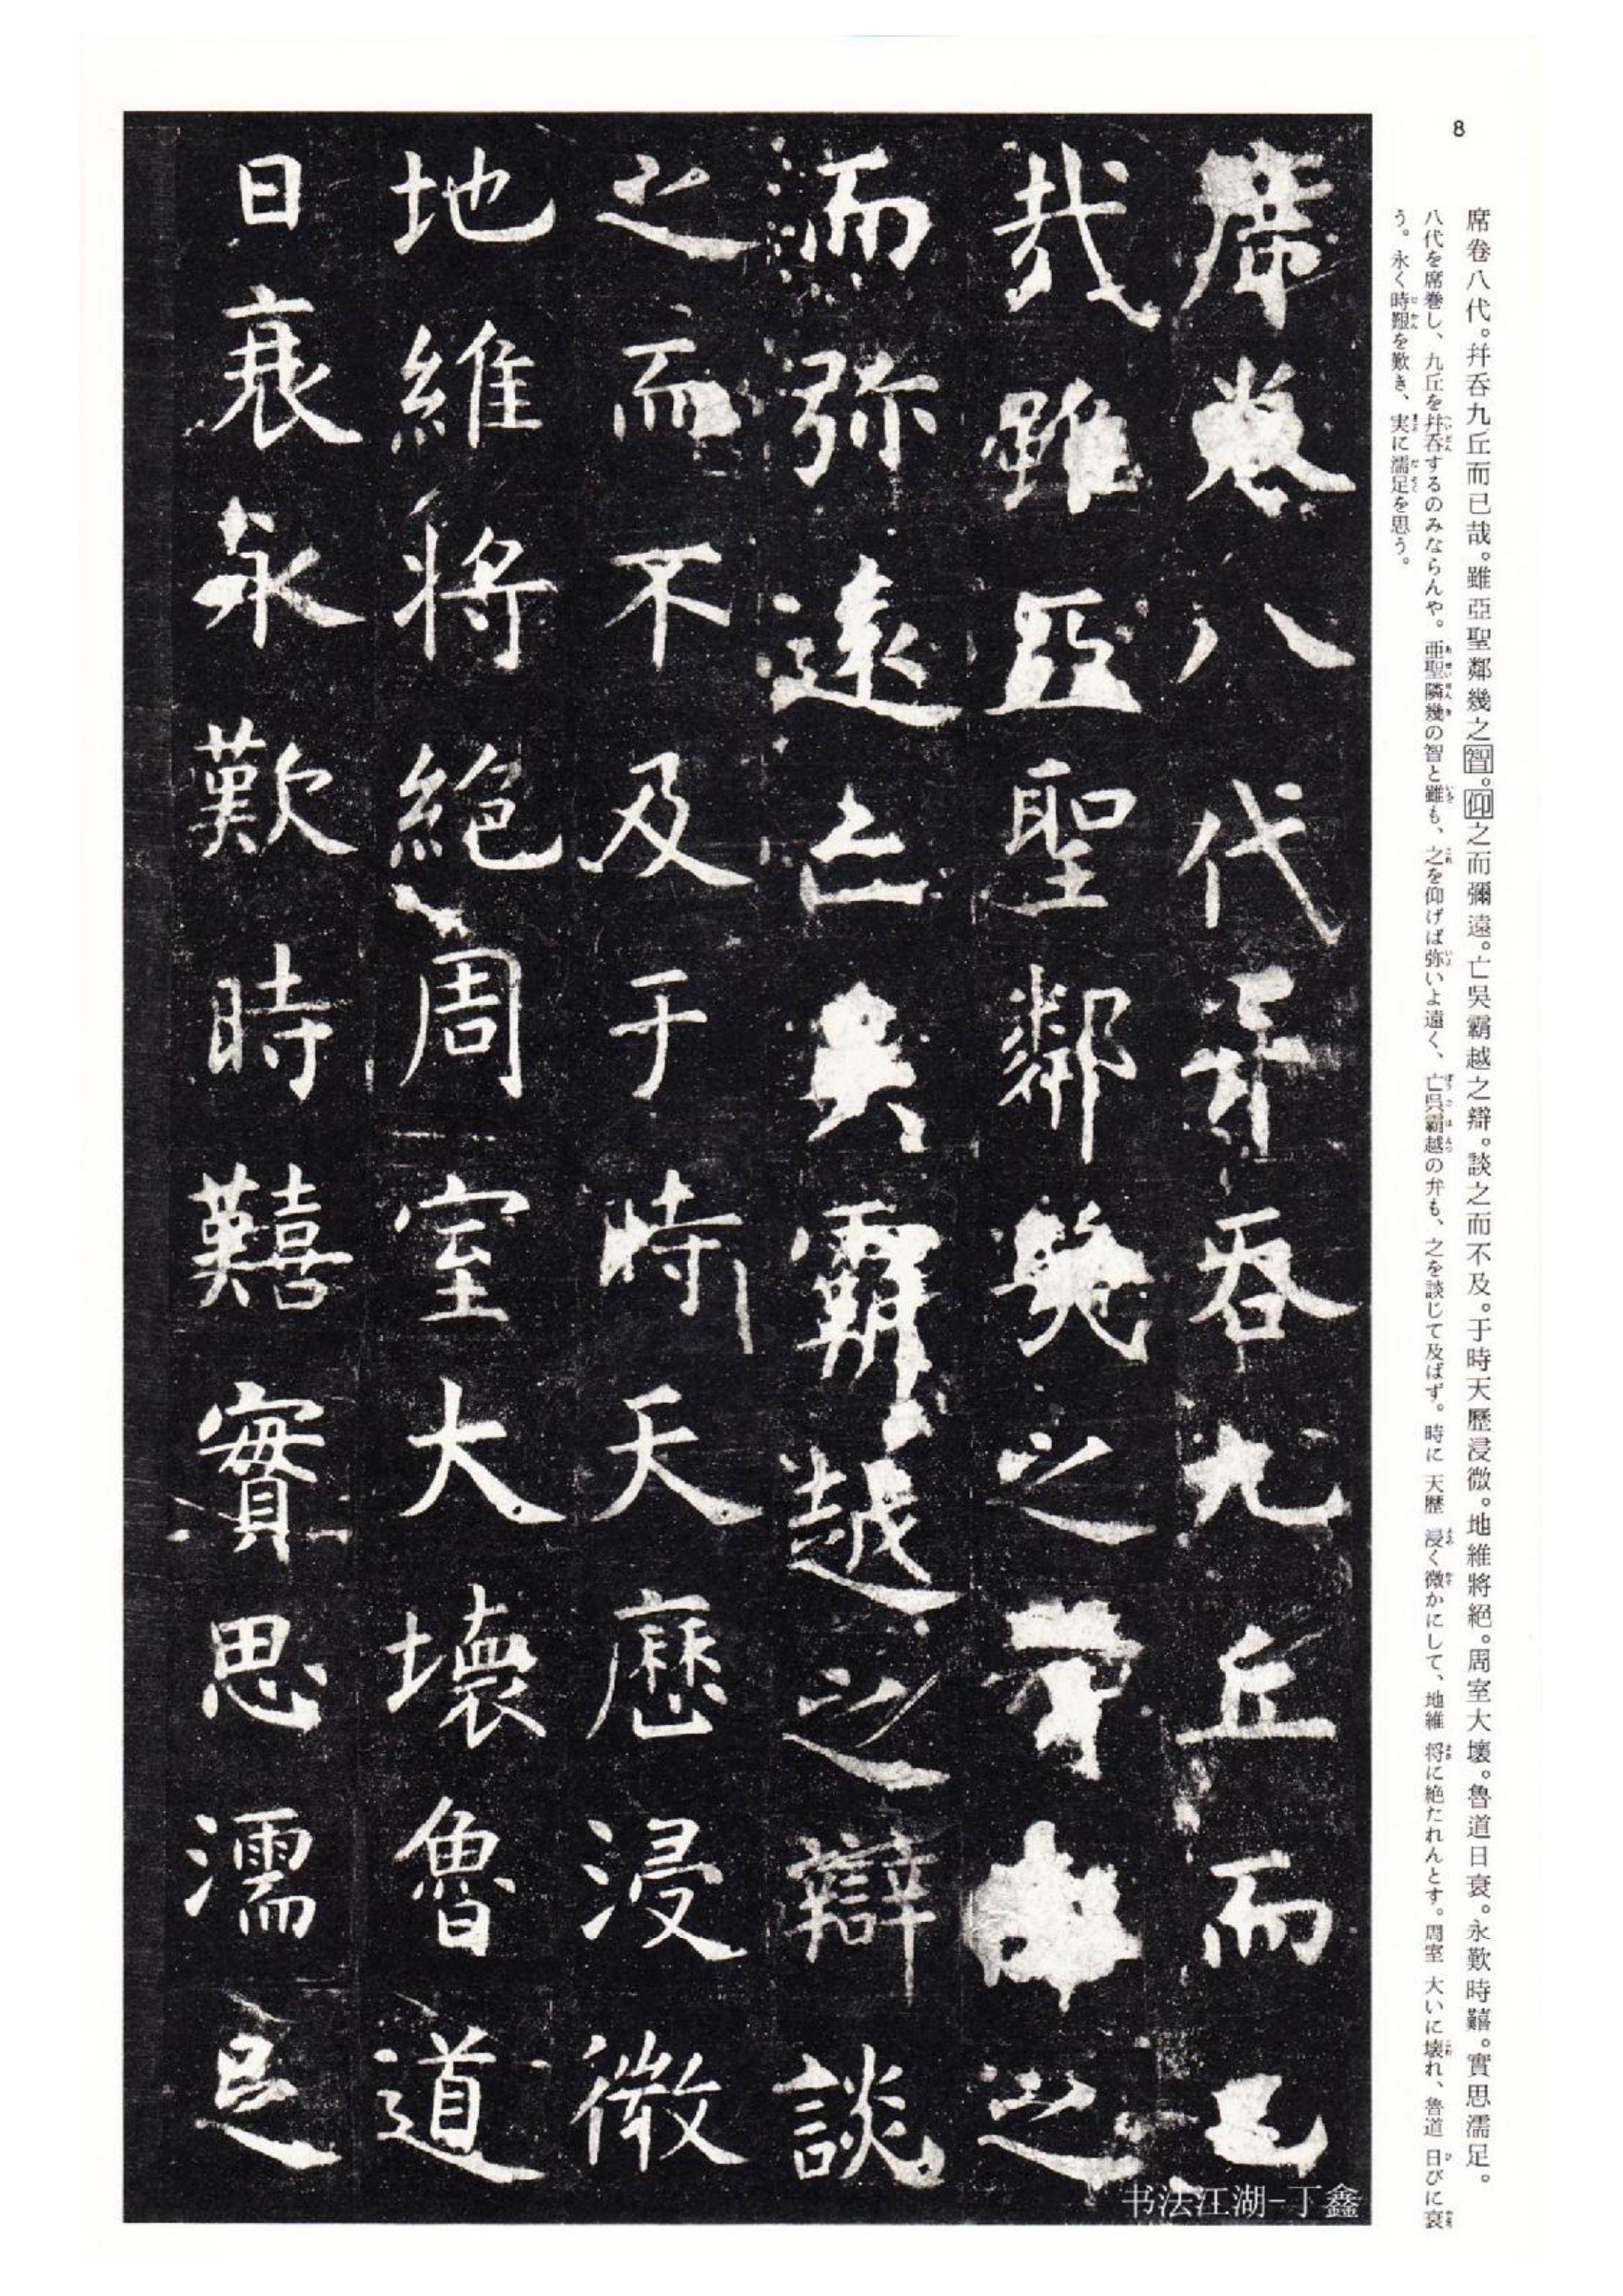 8
席卷八代。幷呑九丘而已哉。雖亞聖鄰幾之智。仰之而彌遠。亡吳霸越之辯。談之而不及。于時天歷浸微。地維將絕。周室大壞。魯道日衰。永歎時囏。實思濡足。
八代を席巻し、九丘を幷呑するのみならんや。亜聖隣幾の智と雖も、之を仰げば弥いよ遠く、亡呉霸越の弁も、之を談じて及ばず。時に天歴浸く微かにして、地維将に絶たれんとす。周室大いに壊れ、魯道日びに衰
う。永く時艱を歎き、実に濡足を思う。
席卷八代幷吞九丘而已
哉雖亞聖鄰幾之之
而弥遠亡吳霸越之辯談
之而不及于時天歷浸微
地維將絕周室大壞魯道
日衰永歎時囏實思濡足
书法江湖-丁鑫